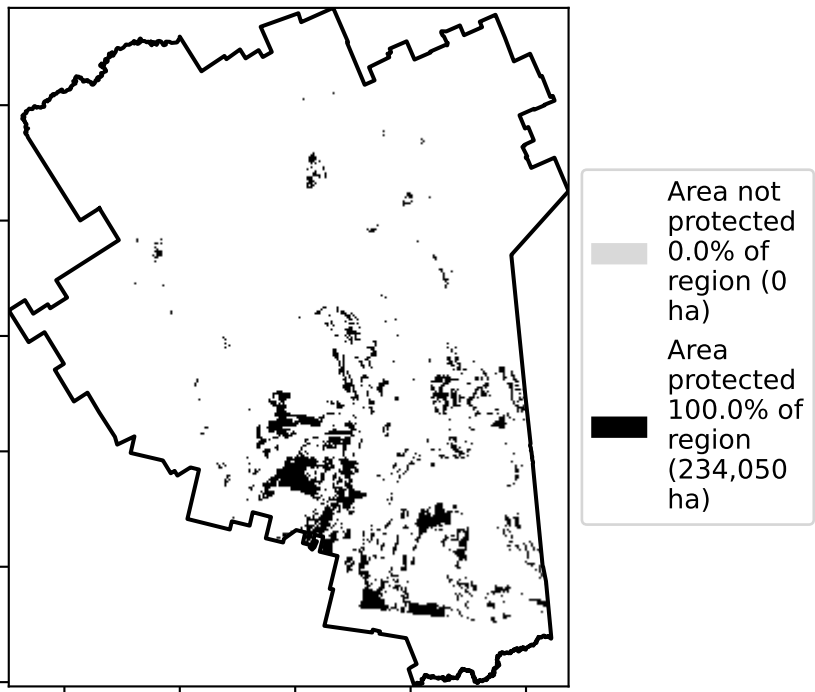 Area not
protected
0.0% of
region (0
ha)
Area
protected
100.0% of
region
(234,050
ha)